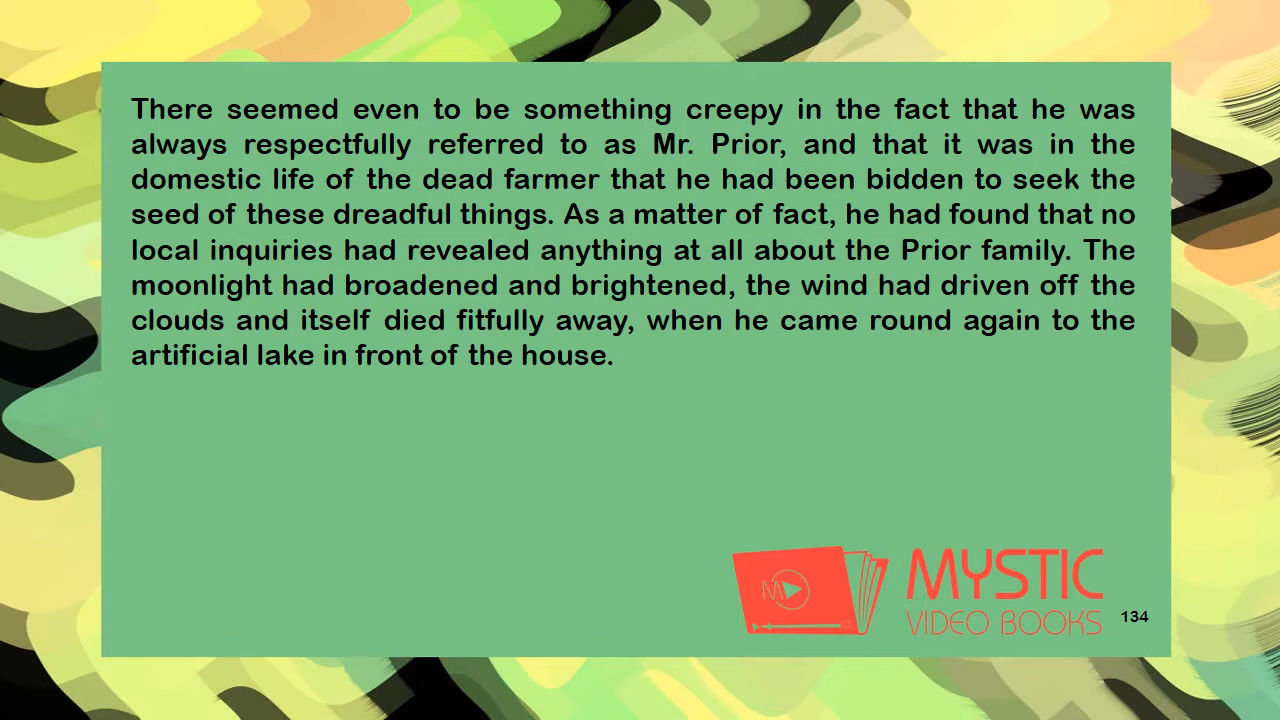 There seemed even to be something creepy in the fact that he was
always respectfully referred to as Mr. Prior, and that it was in the
domestic life of the dead farmer that he had been bidden to seek the
seed of these dreadful things. As a matter of fact, he had found that no
local inquiries had revealed anything at all about the Prior family. The
moonlight had broadened and brightened, the wind had driven off the
clouds and itself died fitfully away, when he came round again to the
artificial lake in front of the house.
M
MYSTIC
VIDEO BOOKS
134